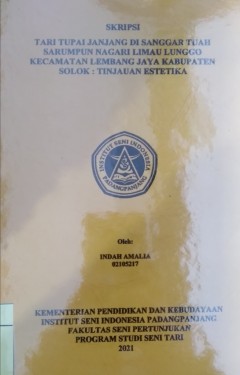 SKRIPSI
TARI TUPAI JANJANG DI SANGGAR TUAH
SARUMPUN NAGARI LIMAU LUNGGO
KECAMATAN LEMBANG JAYA KABUPATEN
SOLOK : TINJAUAN ESTETIKA
INSTITUT SENI INDONESIA
PADANGPANJANG
Oleh:
INDAH AMALIA
02105217
KEMENTERIAN PENDIDIKAN DAN KEBUDAYAAN
INSTITUT SENI INDONESIA PADANGPANJANG
FAKULTAS SENI PERTUNJUKAN
PROGRAM STUDI SENI TARI
2021